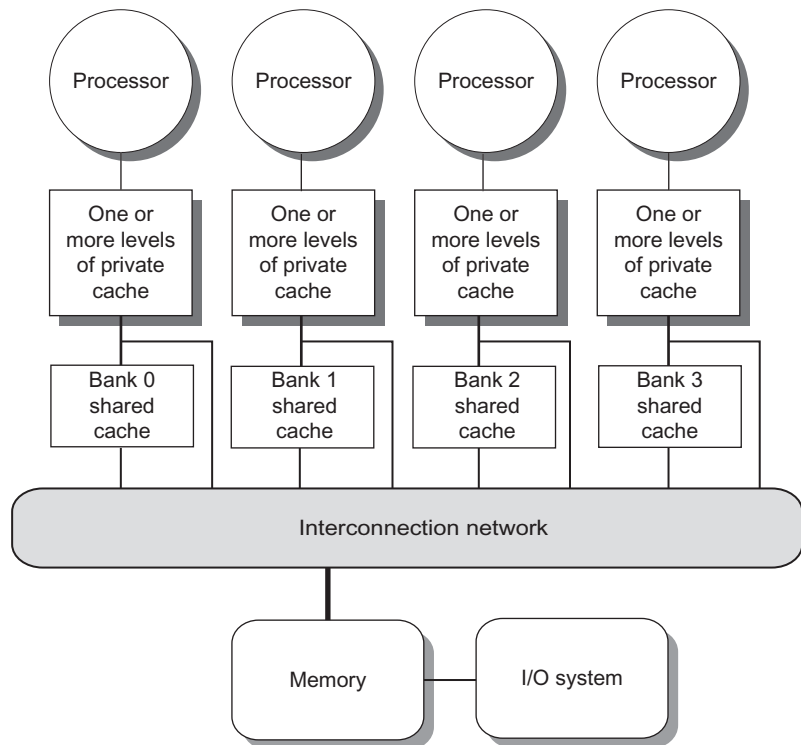 Processor
Processor
Processor
Processor
One or
more levels
of private
cache
One or
more levels
of private
cache
One or
more levels
of private
cache
One or
more levels
of private
cache
Bank 0
shared
cache
Bank 1
shared
cache
Bank 2
shared
cache
Bank 3
shared
cache
Interconnection network
Memory
I/O system